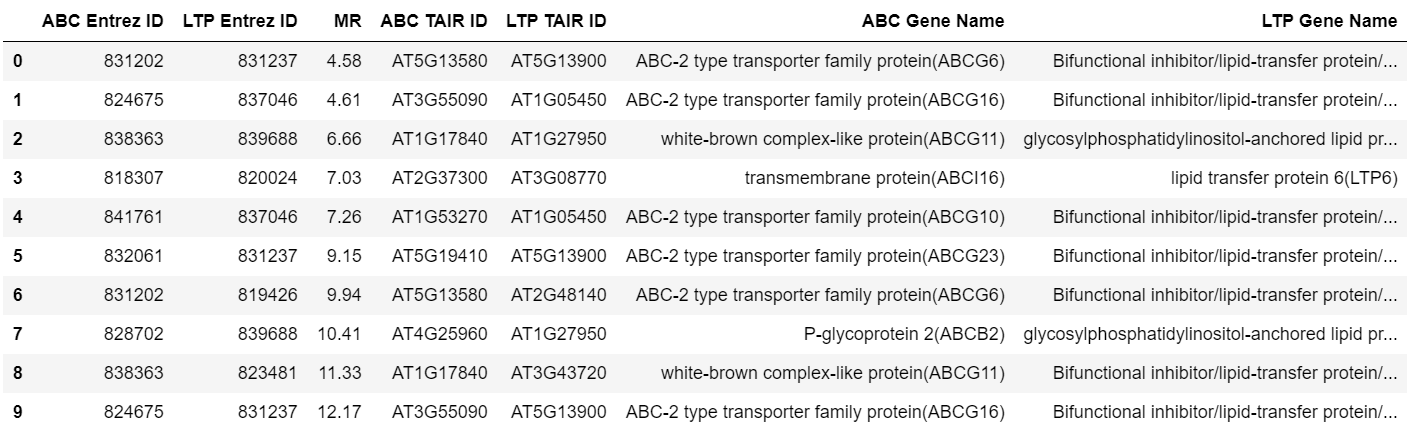 ABC Entrez ID LTP Entrez ID MR ABC TAIR ID LTP TAIR ID ABC Gene Name LTP Gene Name
0 831202 831237 4.58 AT5G13580 AT5G13900 ABC-2 type transporter family protein(ABCG6) Bifunctional inhibitor/lipid-transfer protein/...
1 824675 837046 4.61 AT3G55090 AT1G05450 ABC-2 type transporter family protein(ABCG16) Bifunctional inhibitor/lipid-transfer protein/...
2 838363 839688 6.66 AT1G17840 AT1G27950 white-brown complex-like protein(ABCG11) glycosylphosphatidylinositol-anchored lipid pr...
3 818307 820024 7.03 AT2G37300 AT3G08770 transmembrane protein(ABCI16) lipid transfer protein 6(LTP6)
4 841761 837046 7.26 AT1G53270 AT1G05450 ABC-2 type transporter family protein(ABCG10) Bifunctional inhibitor/lipid-transfer protein/...
5 832061 831237 9.15 AT5G19410 AT5G13900 ABC-2 type transporter family protein(ABCG23) Bifunctional inhibitor/lipid-transfer protein/...
6 831202 819426 9.94 AT5G13580 AT2G48140 ABC-2 type transporter family protein(ABCG6) Bifunctional inhibitor/lipid-transfer protein/...
7 828702 839688 10.41 AT4G25960 AT1G27950 P-glycoprotein 2(ABCB2) glycosylphosphatidylinositol-anchored lipid pr...
8 838363 823481 11.33 AT1G17840 AT3G43720 white-brown complex-like protein(ABCG11) Bifunctional inhibitor/lipid-transfer protein/...
9 824675 831237 12.17 AT3G55090 AT5G13900 ABC-2 type transporter family protein(ABCG16) Bifunctional inhibitor/lipid-transfer protein/...